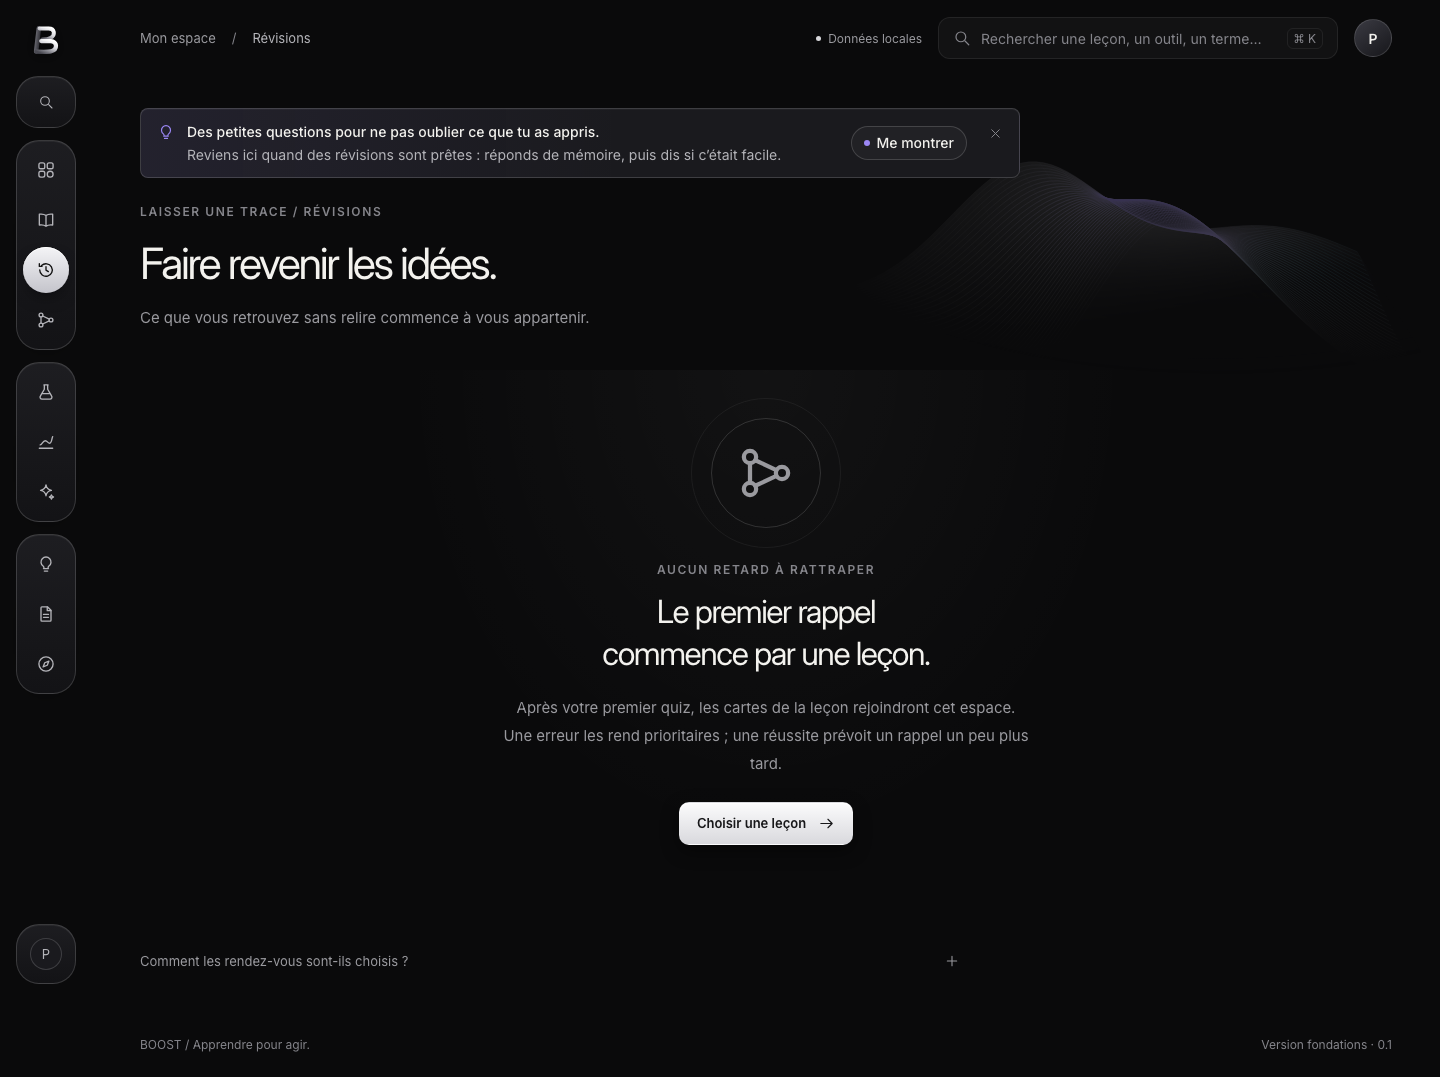 B
Mon espace / Révisions
Données locales
Rechercher une leçon, un outil, un terme...
⌘ K
P
Des petites questions pour ne pas oublier ce que tu as appris.
Reviens ici quand des révisions sont prêtes : réponds de mémoire, puis dis si c’était facile.
Me montrer
LAISSER UNE TRACE / RÉVISIONS
Faire revenir les idées.
Ce que vous retrouvez sans relire commence à vous appartenir.
AUCUN RETARD À RATTRAPER
Le premier rappel
commence par une leçon.
Après votre premier quiz, les cartes de la leçon rejoindront cet espace.
Une erreur les rend prioritaires ; une réussite prévoit un rappel un peu plus
tard.
Choisir une leçon
P
Comment les rendez-vous sont-ils choisis ?
BOOST / Apprendre pour agir.
Version fondations · 0.1